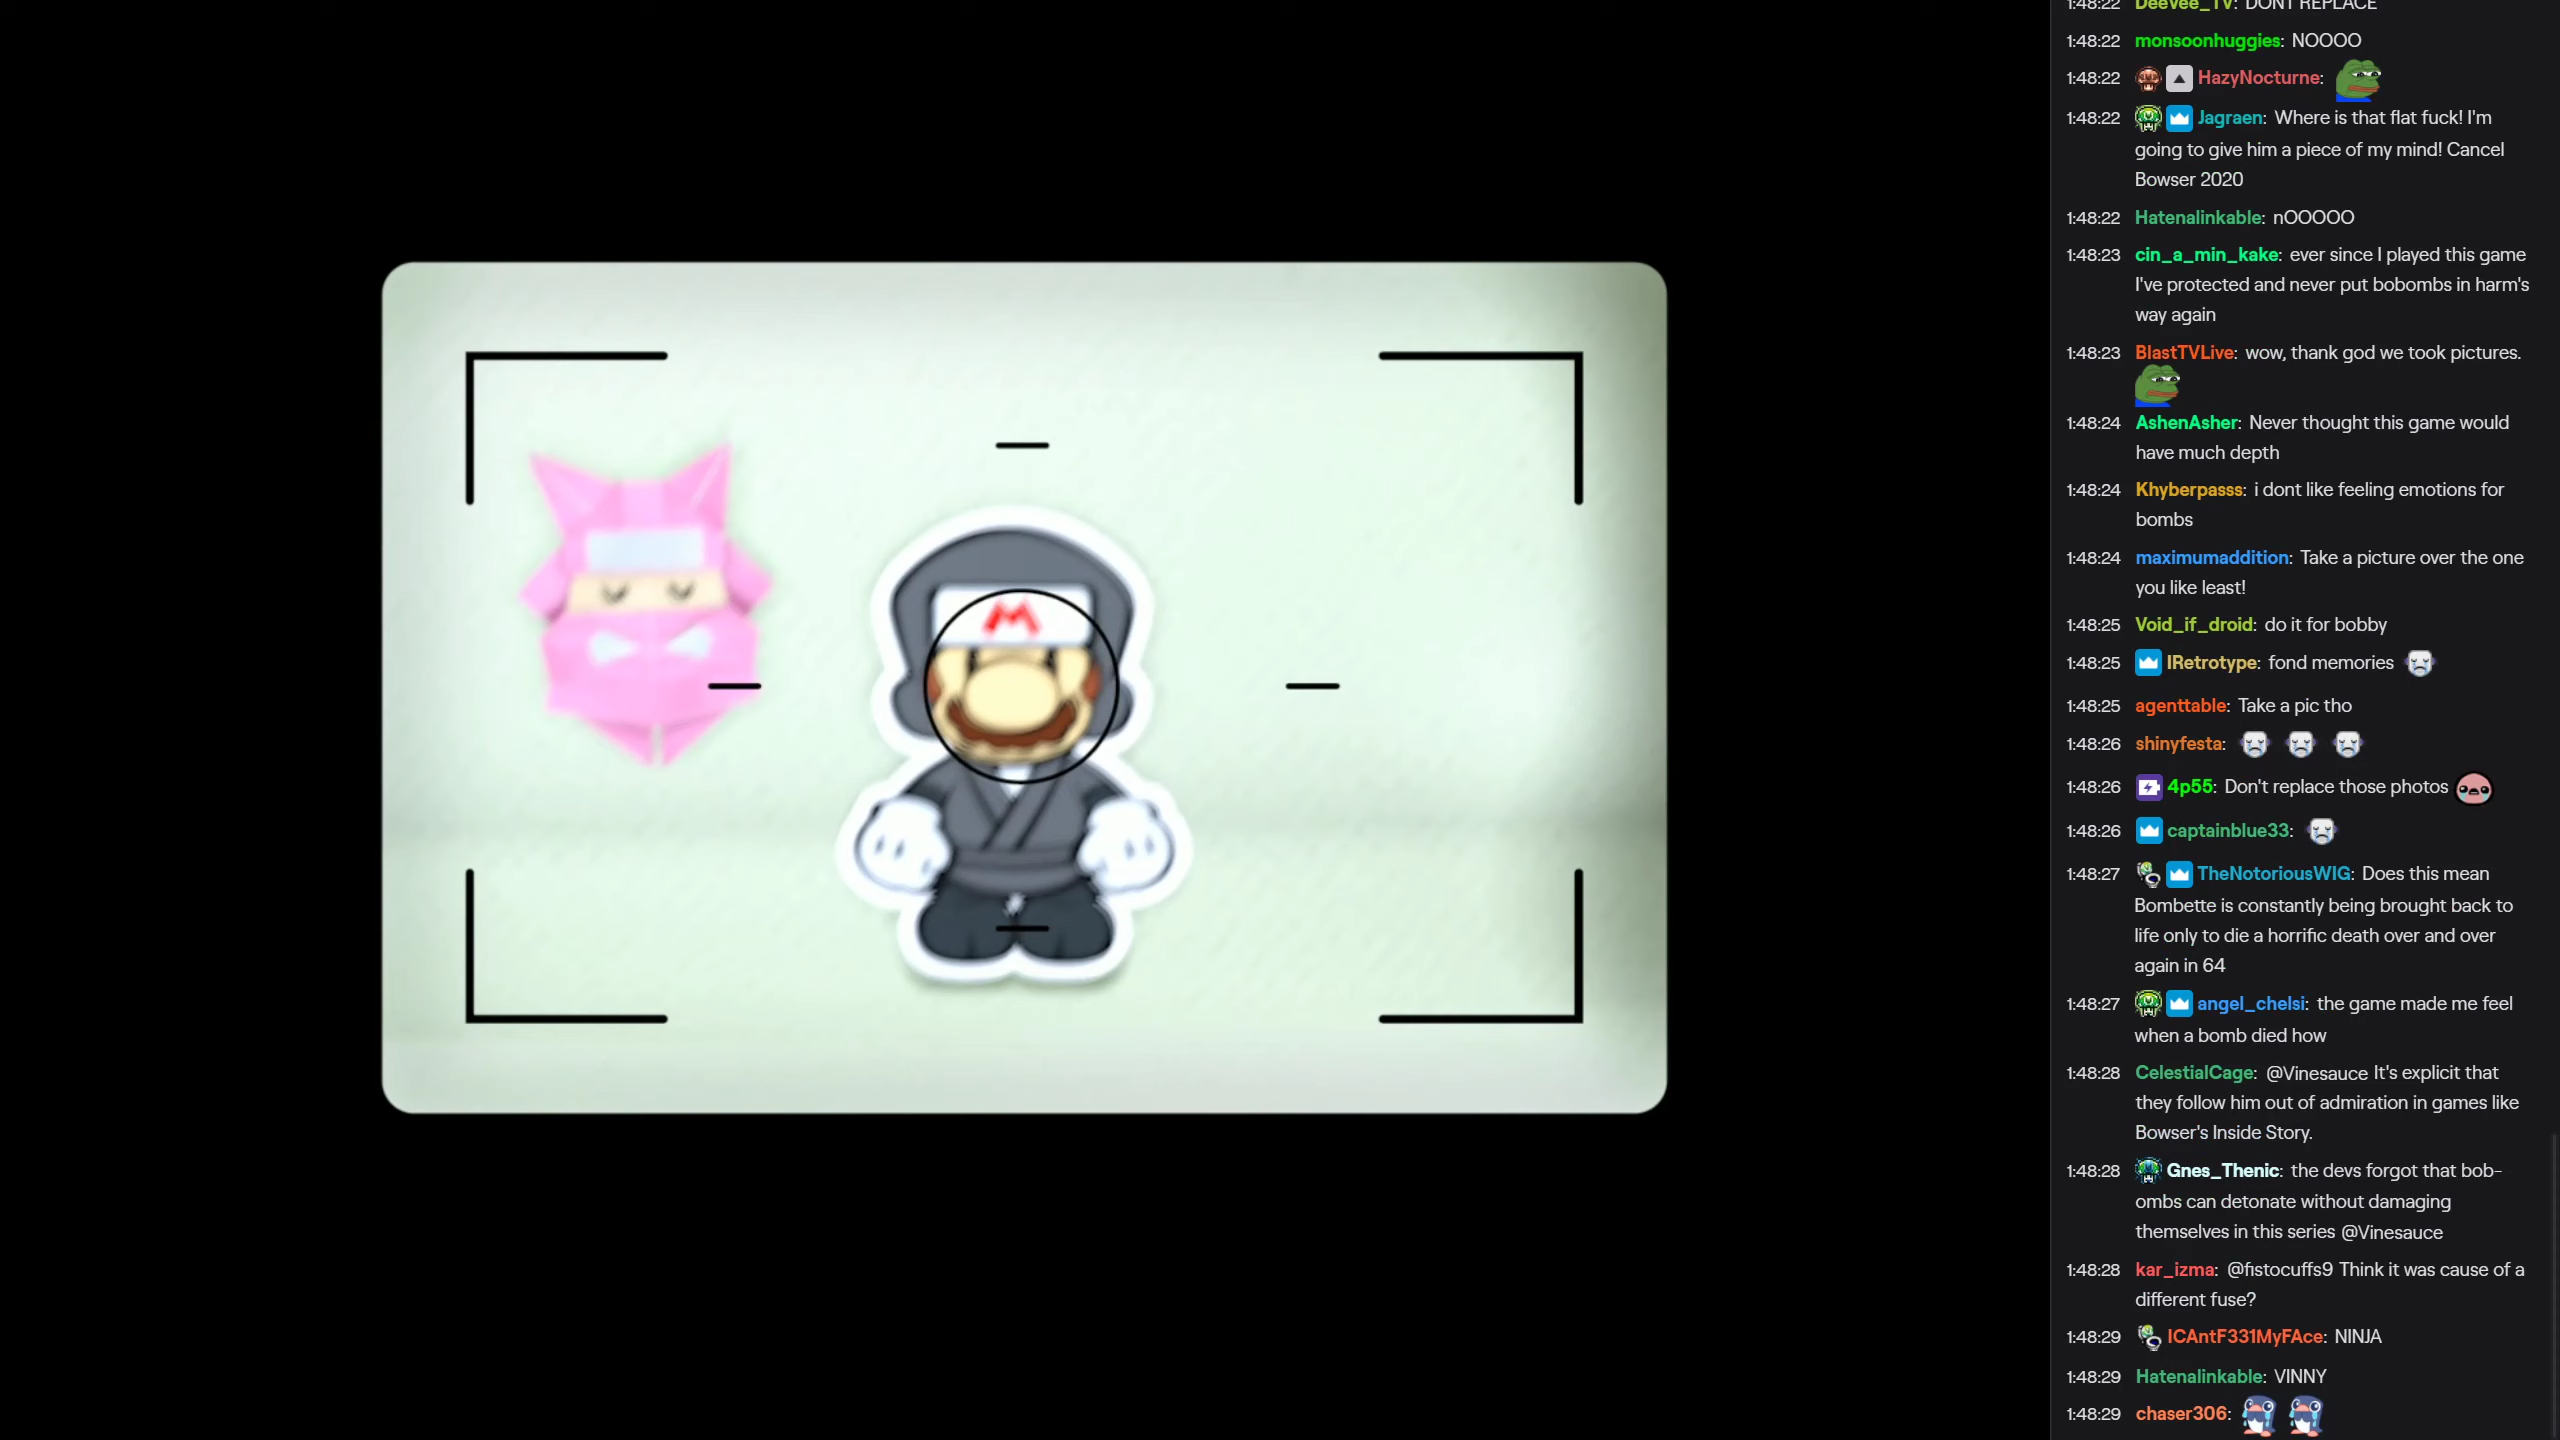 1:48:22 DeeVee_TV: DONT REPLACE
1:48:22 monsoonhuggies: NOOOO
1:48:22 HazyNocturne:
1:48:22 Jagraen: Where is that flat fuck! I'm
going to give him a piece of my mind! Cancel
Bowser 2020
1:48:22 Hatenalinkable: nOOOOO
1:48:23 cin_a_min_kake: ever since I played this game
I've protected and never put bobombs in harm's
way again
1:48:23 BlastTVLive: wow, thank god we took pictures.
1:48:24 AshenAsher: Never thought this game would
have much depth
1:48:24 Khyberpasss: i dont like feeling emotions for
bombs
1:48:24 maximumaddition: Take a picture over the one
you like least!
1:48:25 Void_if_droid: do it for bobby
1:48:25 IRetrotype: fond memories
1:48:25 agenttable: Take a pic tho
1:48:26 shinyfesta:
1:48:26 4p55: Don't replace those photos
1:48:26 captainblue33:
1:48:27 TheNotoriousWIG: Does this mean
Bombette is constantly being brought back to
life only to die a horrific death over and over
again in 64
1:48:27 angel_chelsi: the game made me feel
when a bomb died how
1:48:28 CelestialCage: @Vinesauce It's explicit that
they follow him out of admiration in games like
Bowser's Inside Story.
1:48:28 Gnes_Thenic: the devs forgot that bob-
ombs can detonate without damaging
themselves in this series @Vinesauce
1:48:28 kar_izma: @fistocuffs9 Think it was cause of a
different fuse?
1:48:29 ICAntF331MyFAce: NINJA
1:48:29 Hatenalinkable: VINNY
1:48:29 chaser306:
M